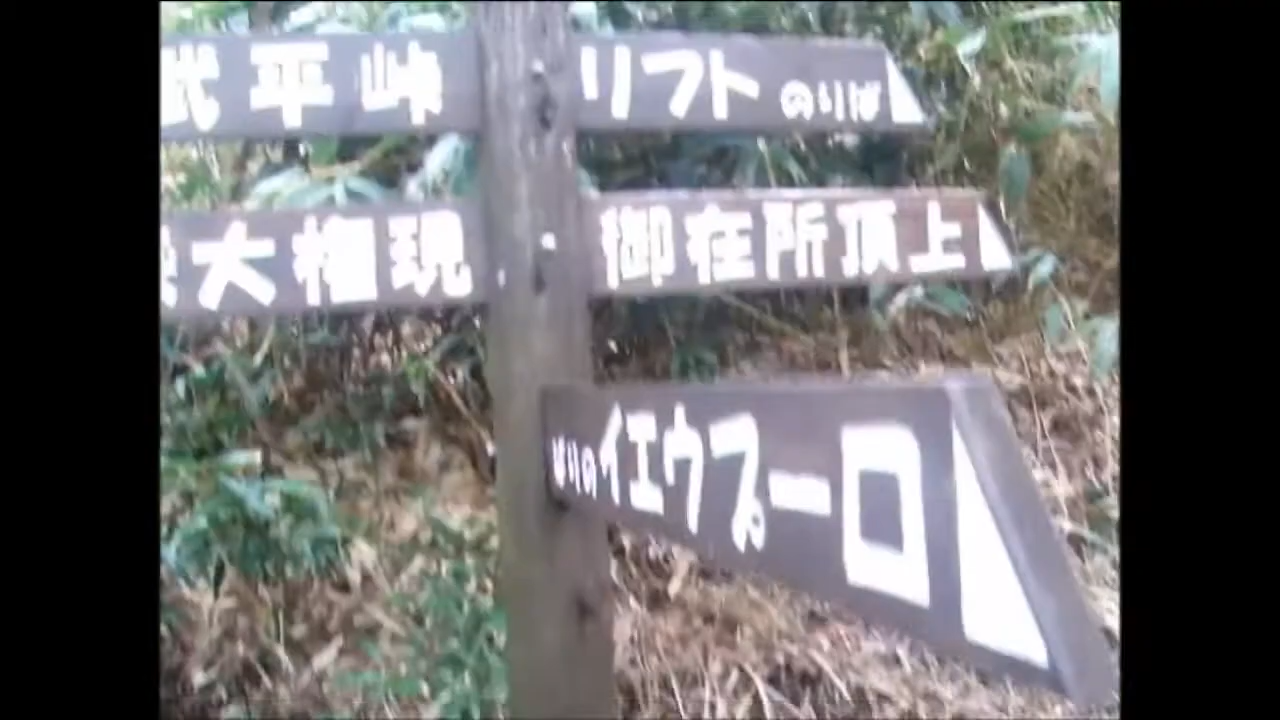 武平峠
リフトのりば
大権現
御在所頂上
ロープウエイのりば